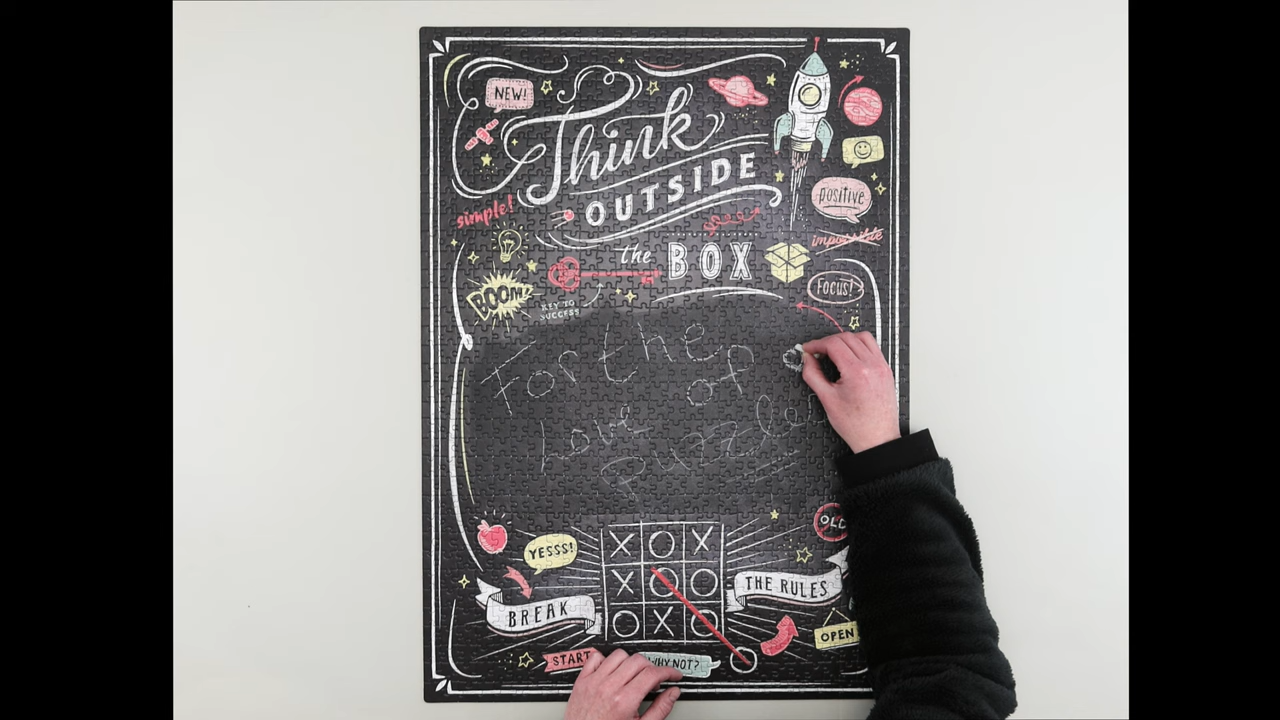 NEW!
Think
OUTSIDE
the BOX
simple!
positive
impossible
BOOM!
KEY TO
SUCCESS
FOCUS!
For the
Love of
Puzzles
OLD
YESSS!
X O X
X O O
O X O
BREAK
THE RULES
OPEN
START
WHY NOT?